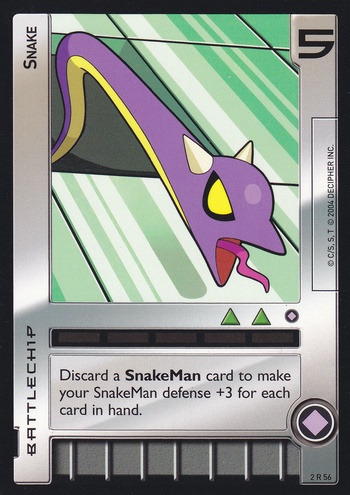 SNAKE
5
© C/S, S, T © 2004 DECIPHER INC.
BATTLECHIP
Discard a SnakeMan card to make
your SnakeMan defense +3 for each
card in hand.
2 R 56